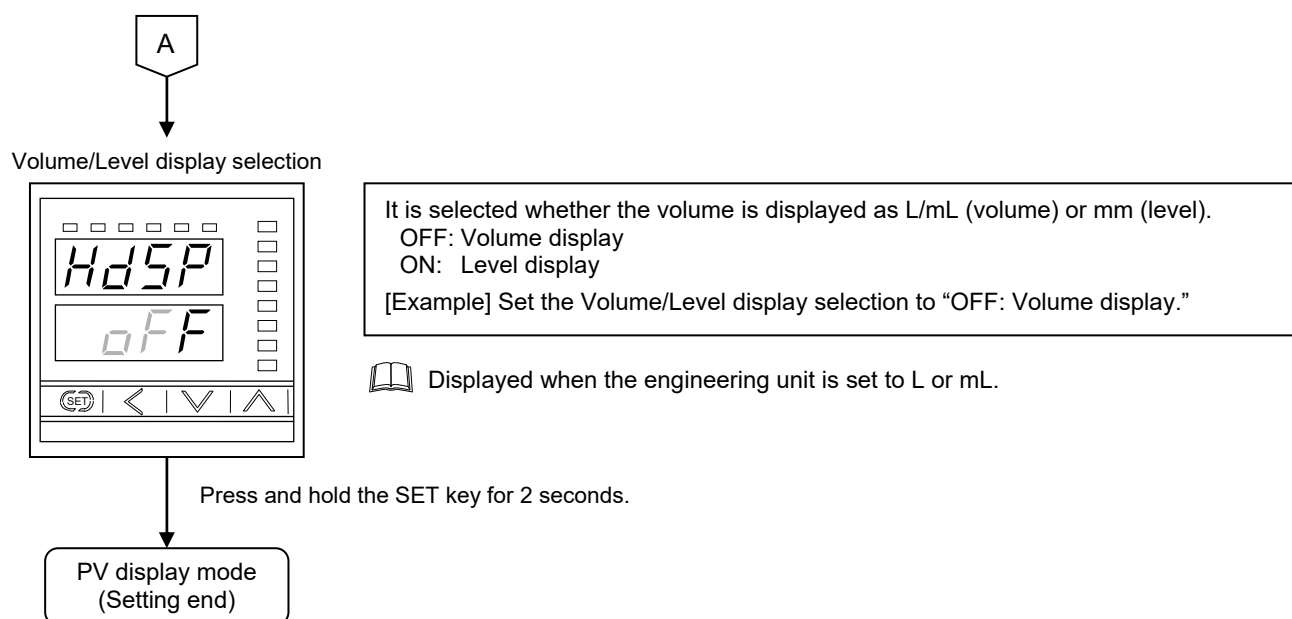 A
Volume/Level display selection
HdSP
oFF
SET
It is selected whether the volume is displayed as L/mL (volume) or mm (level).
OFF: Volume display
ON: Level display
[Example] Set the Volume/Level display selection to “OFF: Volume display.”
Displayed when the engineering unit is set to L or mL.
Press and hold the SET key for 2 seconds.
PV display mode
(Setting end)